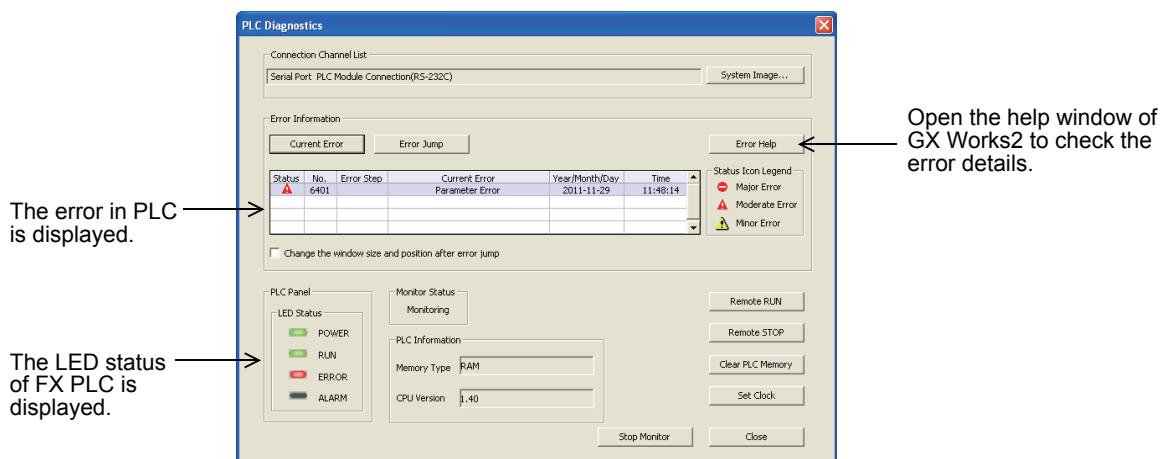 PLC Diagnostics
Connection Channel List
Serial Port PLC Module Connection(RS-232C)
System Image...
Error Information
Current Error
Error Jump
Error Help
Open the help window of
GX Works2 to check the
error details.
Status No. Error Step Current Error Year/Month/Day Time
6401 Parameter Error 2011-11-29 11:48:14
Status Icon Legend
Major Error
Moderate Error
Minor Error
The error in PLC
is displayed.
Change the window size and position after error jump
PLC Panel
LED Status
POWER
RUN
ERROR
ALARM
The LED status
of FX PLC is
displayed.
Monitor Status
Monitoring
PLC Information
Memory Type RAM
CPU Version 1.40
Remote RUN
Remote STOP
Clear PLC Memory
Set Clock
Stop Monitor
Close